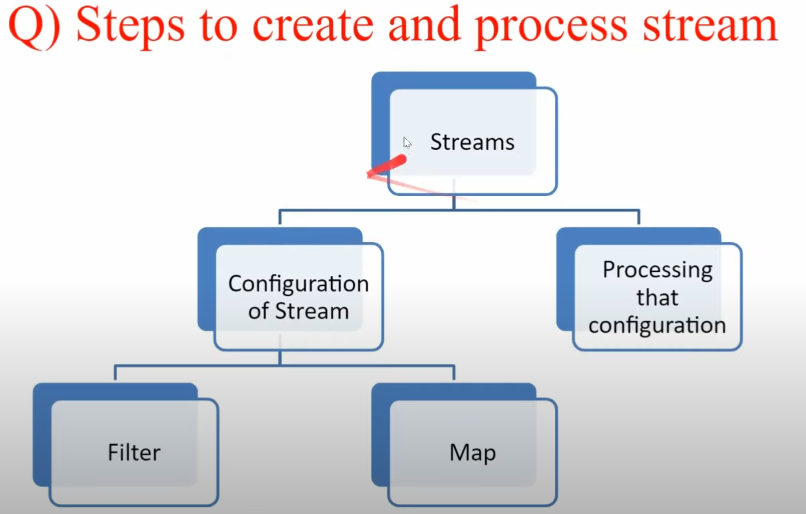 Q) Steps to create and process stream
Streams
Configuration
of Stream
Processing
that
configuration
Filter
Map